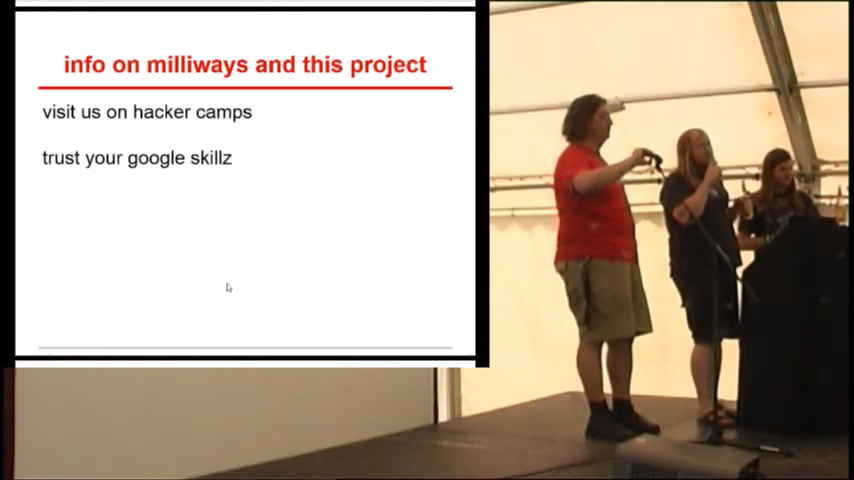 info on milliways and this project
visit us on hacker camps
trust your google skillz